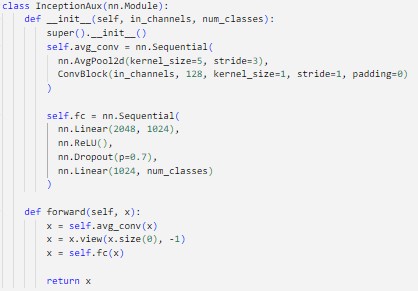 class InceptionAux(nn.Module):
    def __init__(self, in_channels, num_classes):
        super().__init__()
        self.avg_conv = nn.Sequential(
            nn.AvgPool2d(kernel_size=5, stride=3),
            ConvBlock(in_channels, 128, kernel_size=1, stride=1, padding=0)
        )

        self.fc = nn.Sequential(
            nn.Linear(2048, 1024),
            nn.ReLU(),
            nn.Dropout(p=0.7),
            nn.Linear(1024, num_classes)
        )

    def forward(self, x):
        x = self.avg_conv(x)
        x = x.view(x.size(0), -1)
        x = self.fc(x)

        return x